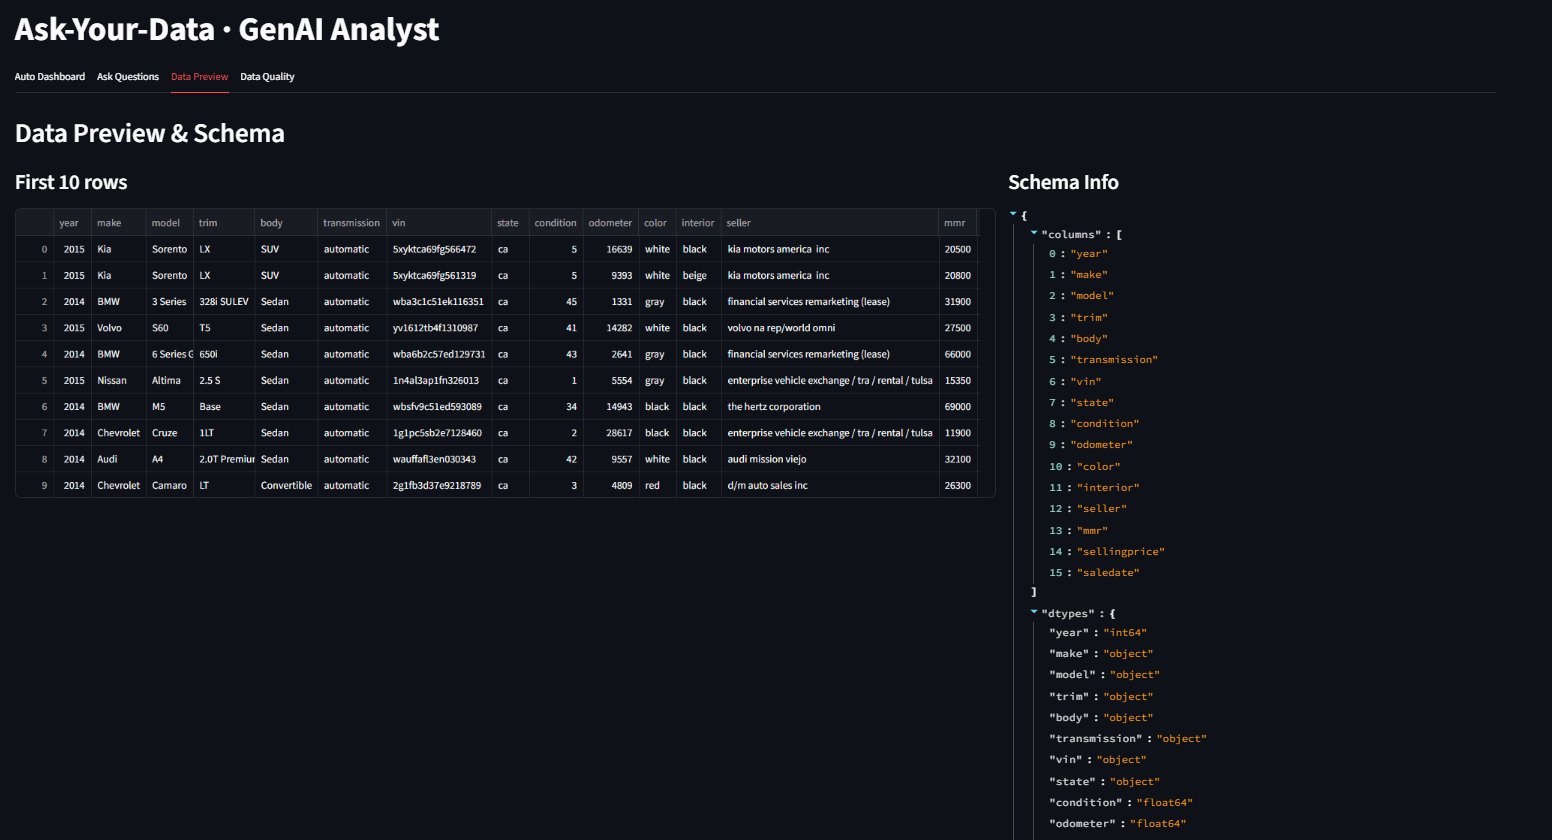 Ask-Your-Data · GenAI Analyst
Auto Dashboard Ask Questions Data Preview Data Quality
Data Preview & Schema
First 10 rows
year make model trim body transmission vin state condition odometer color interior seller mmr
0 2015 Kia Sorento LX SUV automatic 5xyktca69fg566472 ca 5 16639 white black kia motors america inc 20500
1 2015 Kia Sorento LX SUV automatic 5xyktca69fg561319 ca 5 9393 white beige kia motors america inc 20800
2 2014 BMW 3 Series 328i SULEV Sedan automatic wba3c1c51ek116351 ca 45 1331 gray black financial services remarketing (lease) 31900
3 2015 Volvo S60 T5 Sedan automatic yv1612tb4f1310987 ca 41 14282 white black volvo na rep/world omni 27500
4 2014 BMW 6 Series G 650i Sedan automatic wba6b2c57ed129731 ca 43 2641 gray black financial services remarketing (lease) 66000
5 2015 Nissan Altima 2.5 S Sedan automatic 1n4al3ap1fn326013 ca 1 5554 gray black enterprise vehicle exchange / tra / rental / tulsa 15350
6 2014 BMW M5 Base Sedan automatic wbsfv9c51ed593089 ca 34 14943 black black the hertz corporation 69000
7 2014 Chevrolet Cruze 1LT Sedan automatic 1g1pc5sb2e7128460 ca 2 28617 black black enterprise vehicle exchange / tra / rental / tulsa 11900
8 2014 Audi A4 2.0T Premiur Sedan automatic wauffafl3en030343 ca 42 9557 white black audi mission viejo 32100
9 2014 Chevrolet Camaro LT Convertible automatic 2g1fb3d37e9218789 ca 3 4809 red black d/m auto sales inc 26300
Schema Info
{
"columns" : [
0 : "year"
1 : "make"
2 : "model"
3 : "trim"
4 : "body"
5 : "transmission"
6 : "vin"
7 : "state"
8 : "condition"
9 : "odometer"
10 : "color"
11 : "interior"
12 : "seller"
13 : "mmr"
14 : "sellingprice"
15 : "saledate"
]
"dtypes" : {
"year" : "int64"
"make" : "object"
"model" : "object"
"trim" : "object"
"body" : "object"
"transmission" : "object"
"vin" : "object"
"state" : "object"
"condition" : "float64"
"odometer" : "float64"